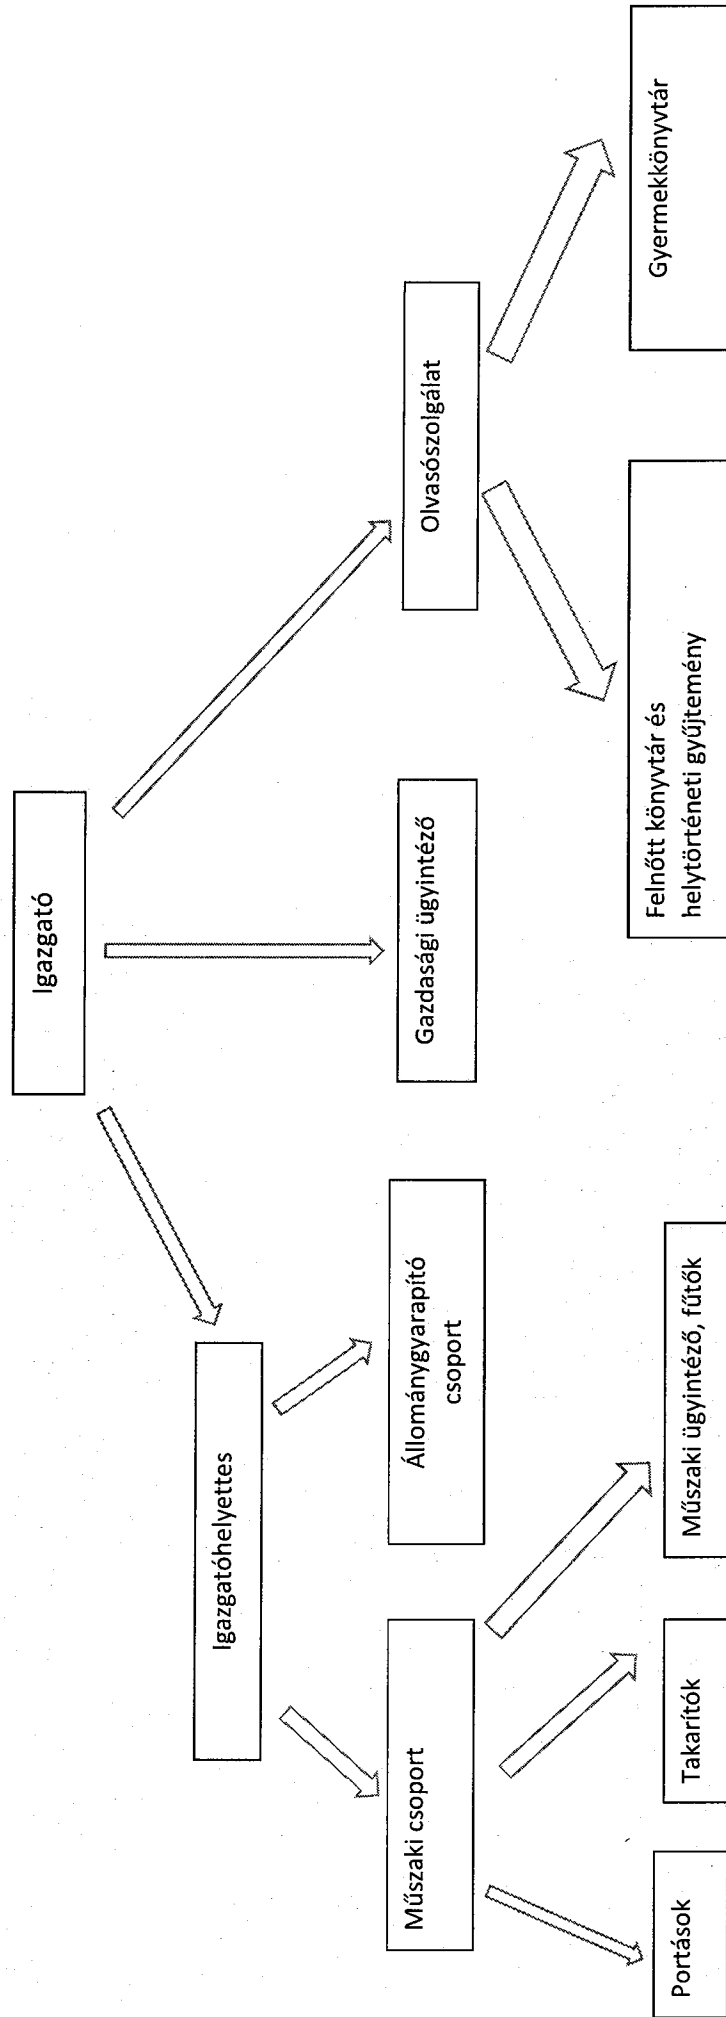 Igazgató
Igazgatóhelyettes
Műszaki csoport
Állománygyarapító
csoport
Gazdasági ügyintéző
Olvasószolgálat
Portások
Takarítók
Műszaki ügyintéző, fűtők
Felnőtt könyvtár és
helytörténeti gyűjtemény
Gyermekkönyvtár